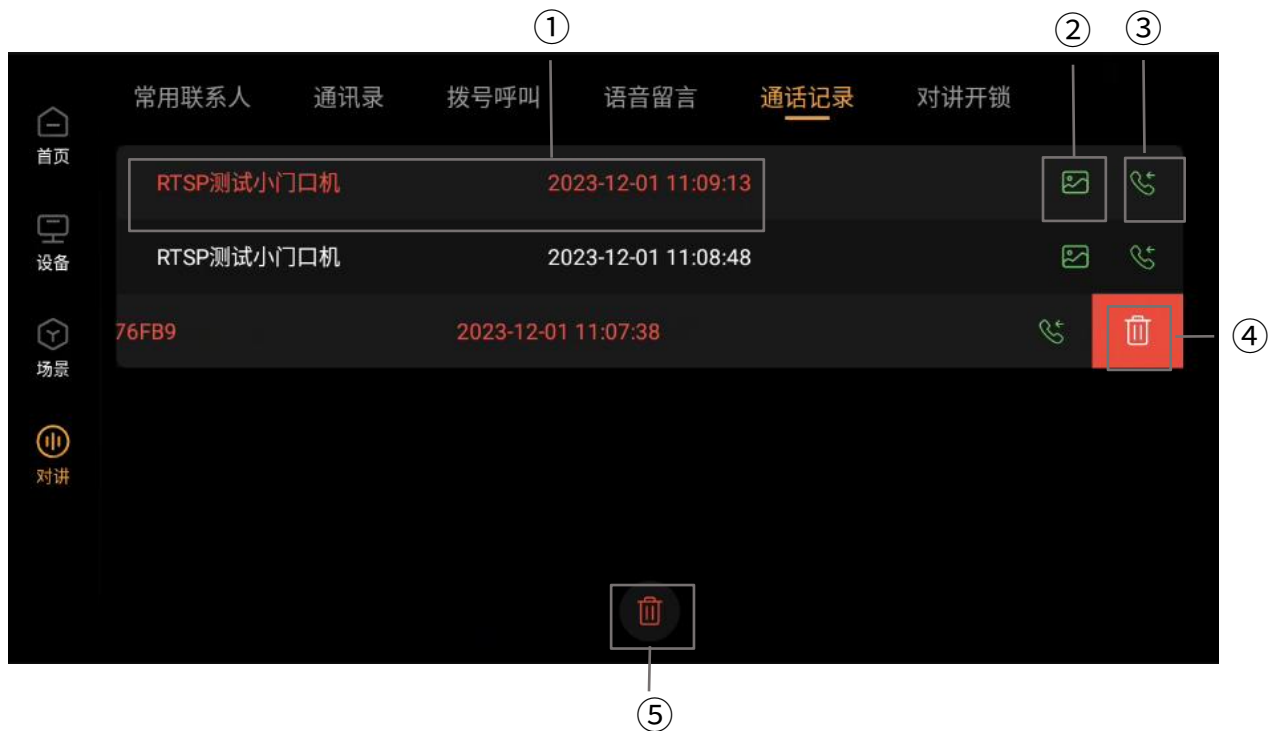 ① ② ③
常用联系人 通讯录 拨号呼叫 语音留言 通话记录 对讲开锁
首页
RTSP测试小门口机 2023-12-01 11:09:13
设备
RTSP测试小门口机 2023-12-01 11:08:48
76FB9 2023-12-01 11:07:38
④
场景
对讲
⑤